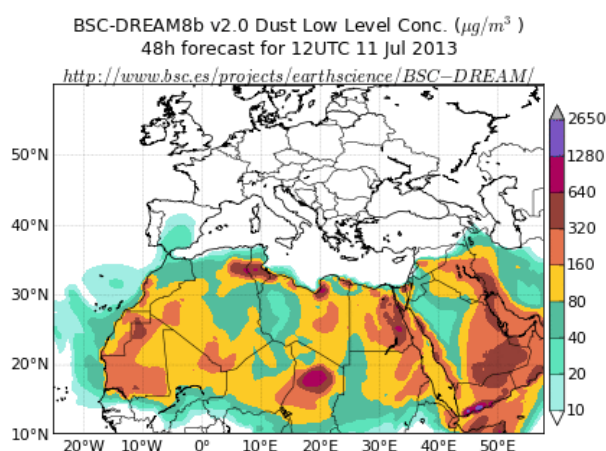 BSC-DREAM8b v2.0 Dust Low Level Conc. (μg/m³ )
48h forecast for 12UTC 11 Jul 2013
http://www.bsc.es/projects/earthscience/BSC−DREAM/
2650
1280
640
320
160
80
40
20
10
50°N
40°N
30°N
20°N
10°N
20°W
10°W
0°
10°E
20°E
30°E
40°E
50°E